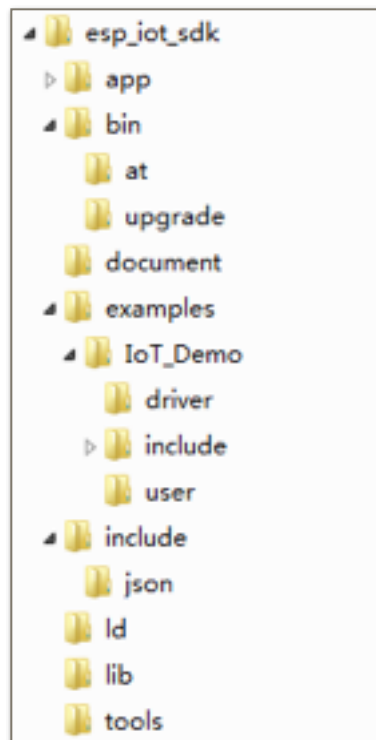 esp_iot_sdk
app
bin
at
upgrade
document
examples
IoT_Demo
driver
include
user
include
json
ld
lib
tools